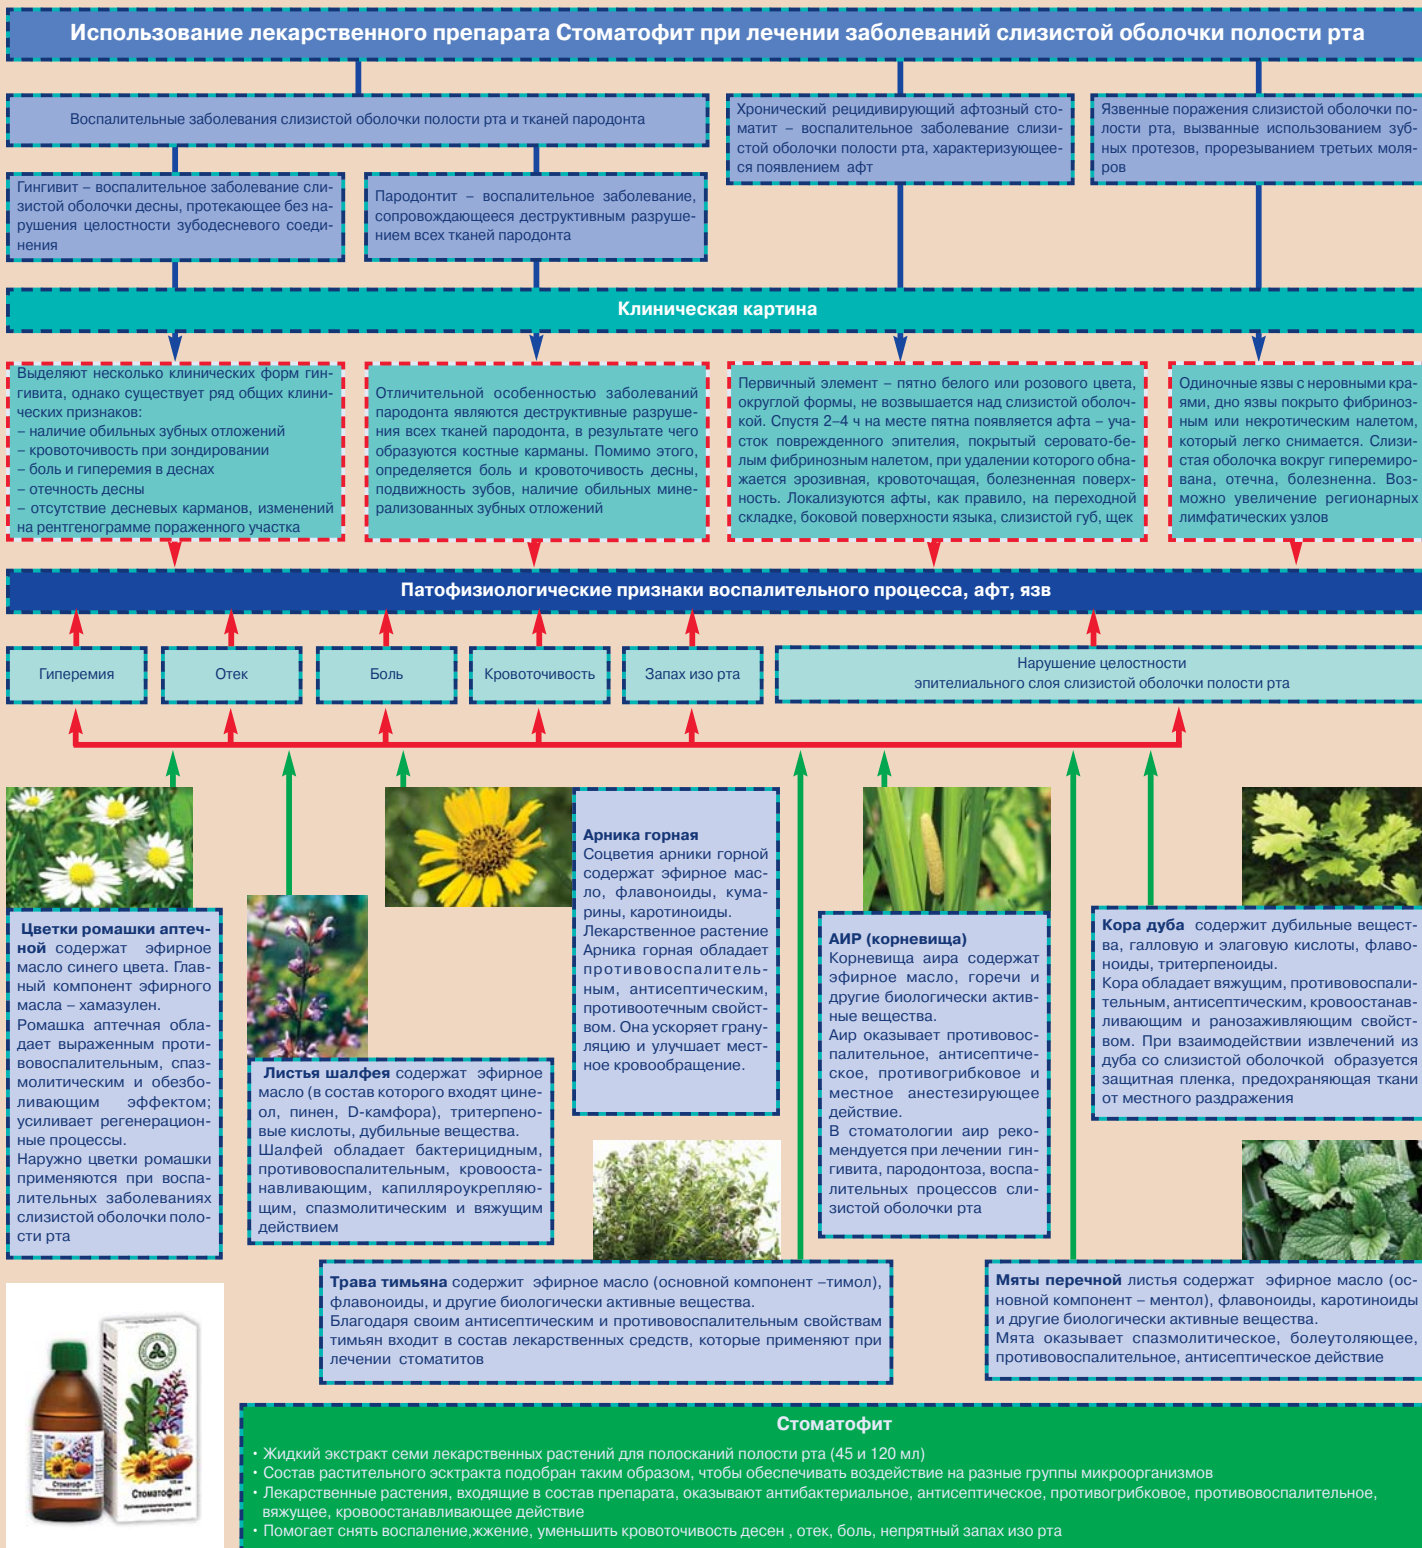 Использование лекарственного препарата Стоматофит при лечении заболеваний слизистой оболочки полости рта
Воспалительные заболевания слизистой оболочки полости рта и тканей пародонта
Хронический рецидивирующий афтозный сто-
матит – воспалительное заболевание слизи-
стой оболочки полости рта, характеризующее-
ся появлением афт
Язвенные поражения слизистой оболочки по-
лости рта, вызванные использованием зуб-
ных протезов, прорезыванием третьих моля-
ров
Гингивит – воспалительное заболевание сли-
зистой оболочки десны, протекающее без на-
рушения целостности зубодесневого соеди-
нения
Пародонтит – воспалительное заболевание,
сопровождающееся деструктивным разруше-
нием всех тканей пародонта
Клиническая картина
Выделяют несколько клинических форм гин-
гивита, однако существует ряд общих клини-
ческих признаков:
– наличие обильных зубных отложений
– кровоточивость при зондировании
– боль и гиперемия в деснах
– отечность десны
– отсутствие десневых карманов, изменений
на рентгенограмме пораженного участка
Отличительной особенностью заболеваний
пародонта являются деструктивные разруше-
ния всех тканей пародонта, в результате чего
образуются костные карманы. Помимо этого,
определяется боль и кровоточивость десны,
подвижность зубов, наличие обильных мине-
рализованных зубных отложений
Первичный элемент – пятно белого или розового цвета,
округлой формы, не возвышается над слизистой оболоч-
кой. Спустя 2–4 ч на месте пятна появляется афта – уча-
сток поврежденного эпителия, покрытый серовато-бе-
лым фибринозным налетом, при удалении которого обна-
жается эрозивная, кровоточащая, болезненная поверх-
ность. Локализуются афты, как правило, на переходной
складке, боковой поверхности языка, слизистой губ, щек
Одиночные язвы с неровными кра-
ями, дно язвы покрыто фибриноз-
ным или некротическим налетом,
который легко снимается. Слизи-
стая оболочка вокруг гиперемиро-
вана, отечна, болезненна. Воз-
можно увеличение регионарных
лимфатических узлов
Патофизиологические признаки воспалительного процесса, афт, язв
Гиперемия
Отек
Боль
Кровоточивость
Запах изо рта
Нарушение целостности
эпителиального слоя слизистой оболочки полости рта
Цветки ромашки аптеч-
ной содержат эфирное
масло синего цвета. Глав-
ный компонент эфирного
масла – хамазулен.
Ромашка аптечная обла-
дает выраженным проти-
вовоспалительным, спаз-
молитическим и обезбо-
ливающим эффектом;
усиливает регенерацион-
ные процессы.
Наружно цветки ромашки
применяются при воспа-
лительных заболеваниях
слизистой оболочки поло-
сти рта
Листья шалфея содержат эфирное
масло (в состав которого входят цине-
ол, пинен, D-камфора), тритерпено-
вые кислоты, дубильные вещества.
Шалфей обладает бактерицидным,
противовоспалительным, кровооста-
навливающим, капилляроукрепляю-
щим, спазмолитическим и вяжущим
действием
Арника горная
Соцветия арники горной
содержат эфирное мас-
ло, флавоноиды, кума-
рины, каротиноиды.
Лекарственное растение
Арника горная обладает
противовоспалитель-
ным, антисептическим,
противоотечным свойст-
вом. Она ускоряет грану-
ляцию и улучшает мест-
ное кровообращение.
АИР (корневища)
Корневища аира содержат
эфирное масло, горечи и
другие биологически актив-
ные вещества.
Аир оказывает противовос-
палительное, антисептиче-
ское, противогрибковое и
местное анестезирующее
действие.
В стоматологии аир реко-
мендуется при лечении гин-
гивита, пародонтоза, воспа-
лительных процессов сли-
зистой оболочки рта
Кора дуба содержит дубильные вещест-
ва, галловую и элаговую кислоты, флаво-
ноиды, тритерпеноиды.
Кора обладает вяжущим, противовоспали-
тельным, антисептическим, кровоостанав-
ливающим и ранозаживляющим свойст-
вом. При взаимодействии извлечений из
дуба со слизистой оболочкой образуется
защитная пленка, предохраняющая ткани
от местного раздражения
Трава тимьяна содержит эфирное масло (основной компонент –тимол),
флавоноиды, и другие биологически активные вещества.
Благодаря своим антисептическим и противовоспалительным свойствам
тимьян входит в состав лекарственных средств, которые применяют при
лечении стоматитов
Мяты перечной листья содержат эфирное масло (ос-
новной компонент – ментол), флавоноиды, каротиноиды
и другие биологически активные вещества.
Мята оказывает спазмолитическое, болеутоляющее,
противовоспалительное, антисептическое действие
Стоматофит
Стоматофит™
Противовоспалительное средство
для полости рта
Стоматофит
• Жидкий экстракт семи лекарственных растений для полосканий полости рта (45 и 120 мл)
• Состав растительного эсктракта подобран таким образом, чтобы обеспечивать воздействие на разные группы микроорганизмов
• Лекарственные растения, входящие в состав препарата, оказывают антибактериальное, антисептическое, противогрибковое, противовоспалительное,
вяжущее, кровоостанавливающее действие
• Помогает снять воспаление,жжение, уменьшить кровоточивость десен , отек, боль, непрятный запах изо рта